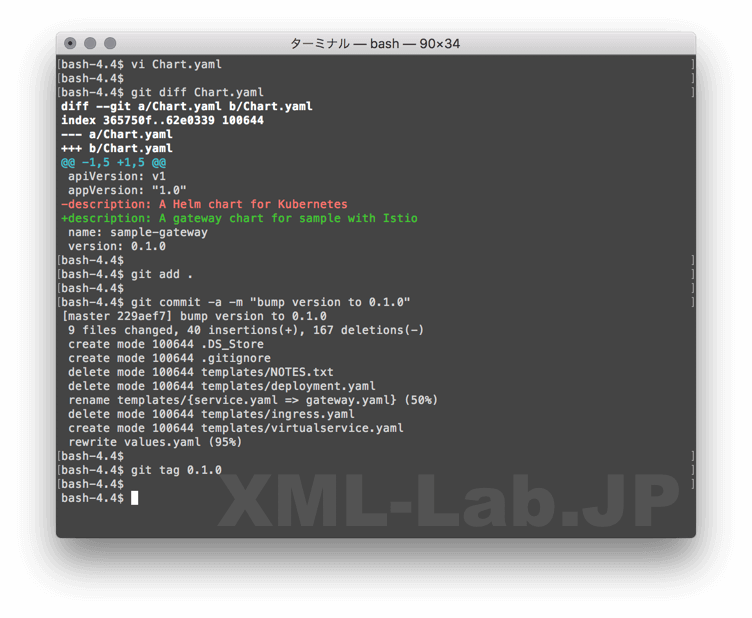 ターミナル — bash — 90×34
[bash-4.4$ vi Chart.yaml ]
[bash-4.4$ ]
[bash-4.4$ git diff Chart.yaml ]
diff --git a/Chart.yaml b/Chart.yaml
index 365750f..62e0339 100644
--- a/Chart.yaml
+++ b/Chart.yaml
@@ -1,5 +1,5 @@
 apiVersion: v1
 appVersion: "1.0"
-description: A Helm chart for Kubernetes
+description: A gateway chart for sample with Istio
 name: sample-gateway
 version: 0.1.0
[bash-4.4$ ]
[bash-4.4$ git add . ]
[bash-4.4$ ]
[bash-4.4$ git commit -a -m "bump version to 0.1.0" ]
[master 229aef7] bump version to 0.1.0
 9 files changed, 40 insertions(+), 167 deletions(-)
 create mode 100644 .DS_Store
 create mode 100644 .gitignore
 delete mode 100644 templates/NOTES.txt
 delete mode 100644 templates/deployment.yaml
 rename templates/{service.yaml => gateway.yaml} (50%)
 delete mode 100644 templates/ingress.yaml
 create mode 100644 templates/virtualservice.yaml
 rewrite values.yaml (95%)
[bash-4.4$ ]
[bash-4.4$ git tag 0.1.0 ]
[bash-4.4$ ]
bash-4.4$
XML-Lab.JP